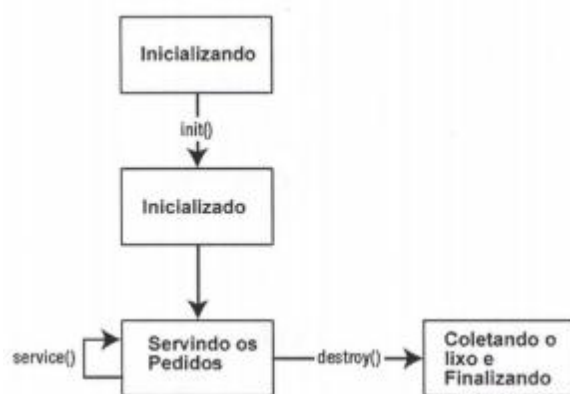 Inicializando
init()
Inicializado
service()
Servindo os
Pedidos
destroy()
Coletando o
lixo e
Finalizando